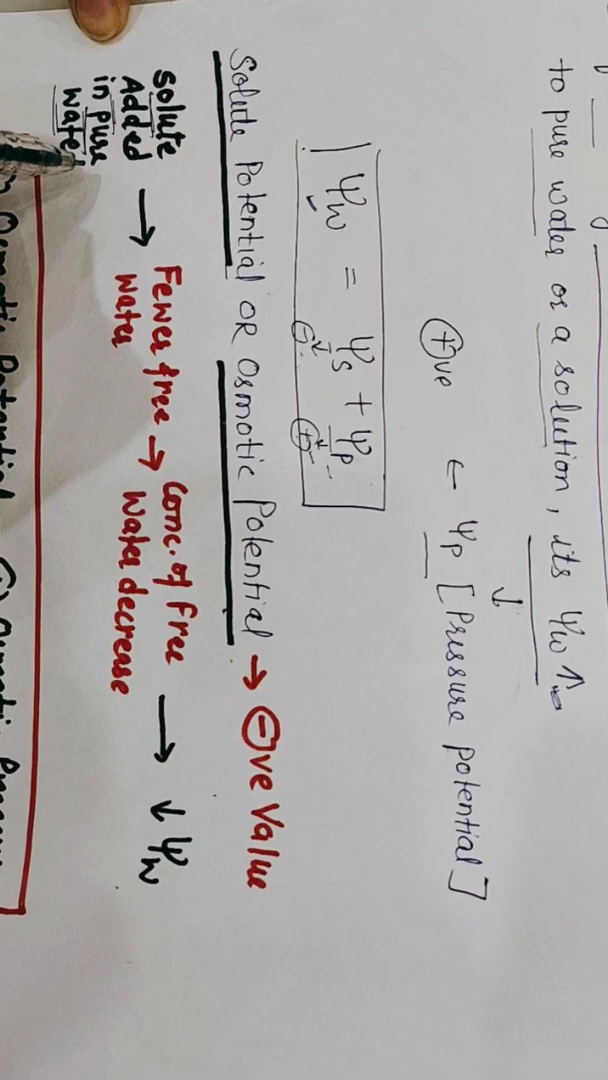 to pure water or a solution, its Ψw ↑
⊕ve ← Ψp [Pressure potential]
Ψw = Ψs + Ψp
Solute Potential OR Osmotic Potential → ⊖ve Value
Solute Added in pure water → Fewer free water → Conc. of free water decrease → ↓ Ψw